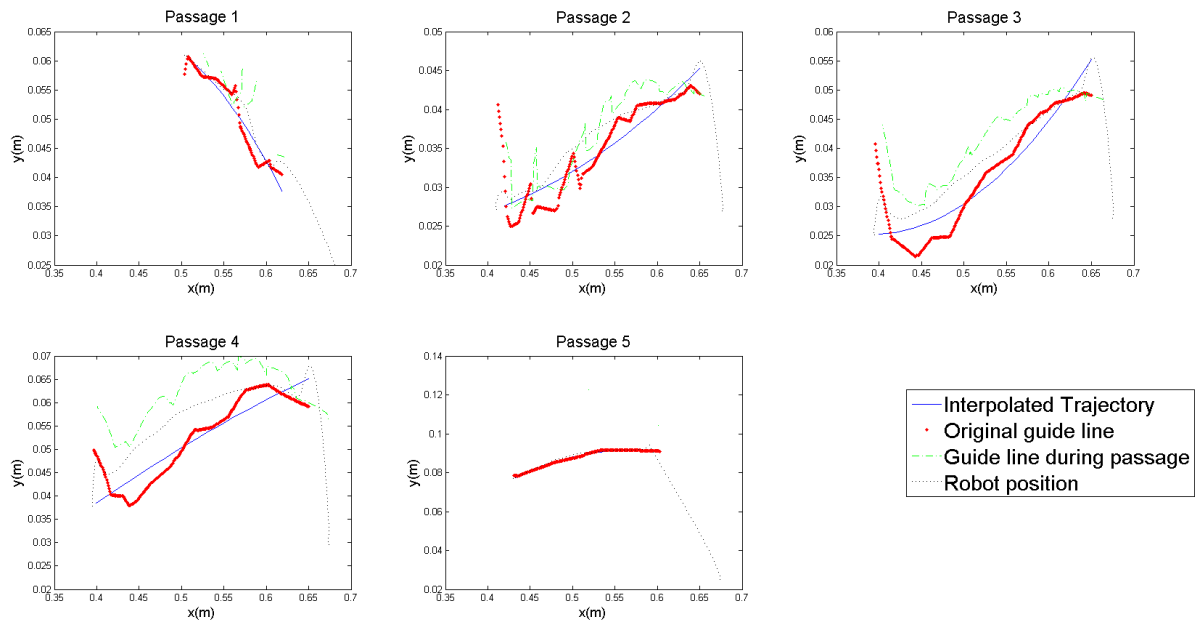 Passage 1
0.065
0.06
0.055
0.05
0.045
0.04
0.035
0.03
0.025
y(m)
0.35 0.4 0.45 0.5 0.55 0.6 0.65 0.7
x(m)
Passage 2
0.05
0.045
0.04
0.035
0.03
0.025
0.02
y(m)
0.35 0.4 0.45 0.5 0.55 0.6 0.65 0.7
x(m)
Passage 3
0.06
0.055
0.05
0.045
0.04
0.035
0.03
0.025
0.02
y(m)
0.35 0.4 0.45 0.5 0.55 0.6 0.65 0.7
x(m)
Passage 4
0.07
0.065
0.06
0.055
0.05
0.045
0.04
0.035
0.03
0.025
0.02
y(m)
0.35 0.4 0.45 0.5 0.55 0.6 0.65 0.7
x(m)
Passage 5
0.14
0.12
0.1
0.08
0.06
0.04
0.02
y(m)
0.35 0.4 0.45 0.5 0.55 0.6 0.65 0.7
x(m)
Interpolated Trajectory
Original guide line
Guide line during passage
Robot position